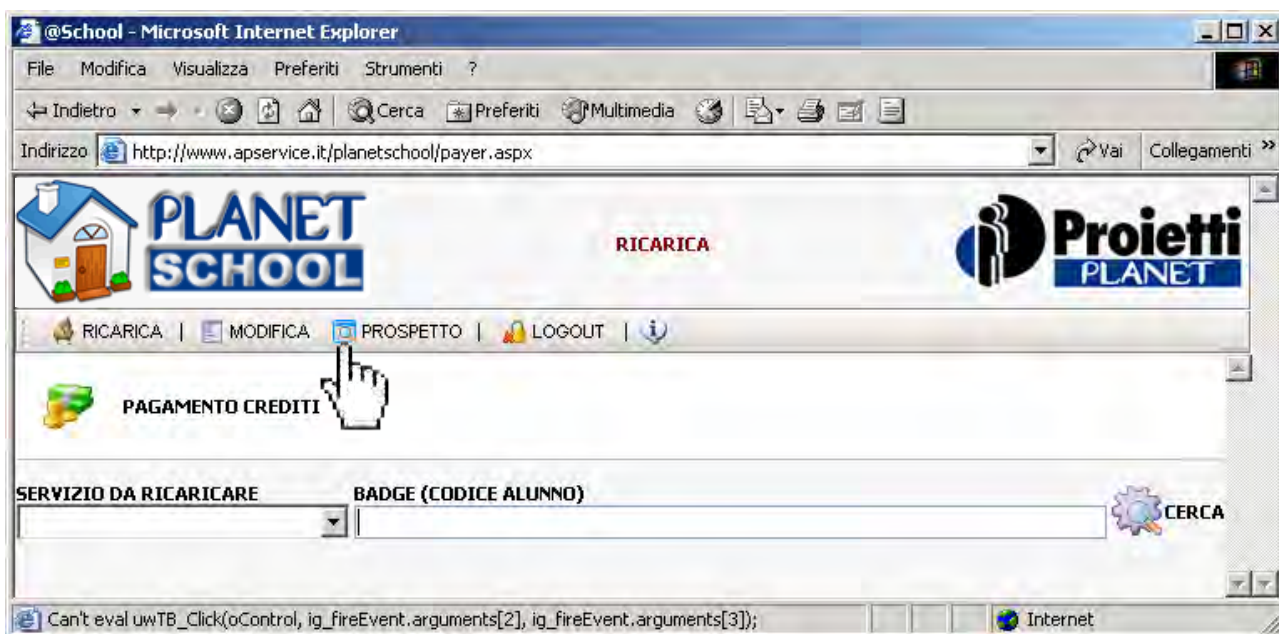 @School - Microsoft Internet Explorer
File Modifica Visualizza Preferiti Strumenti ?
Indietro Cerca Preferiti Multimedia
Indirizzo http://www.apservice.it/planetschool/payer.aspx Vai Collegamenti »
PLANET
SCHOOL
RICARICA
Proietti
PLANET
RICARICA | MODIFICA PROSPETTO | LOGOUT |
PAGAMENTO CREDITI
SERVIZIO DA RICARICARE BADGE (CODICE ALUNNO)
CERCA
Can't eval uwTB_Click(oControl, ig_fireEvent.arguments[2], ig_fireEvent.arguments[3]); Internet